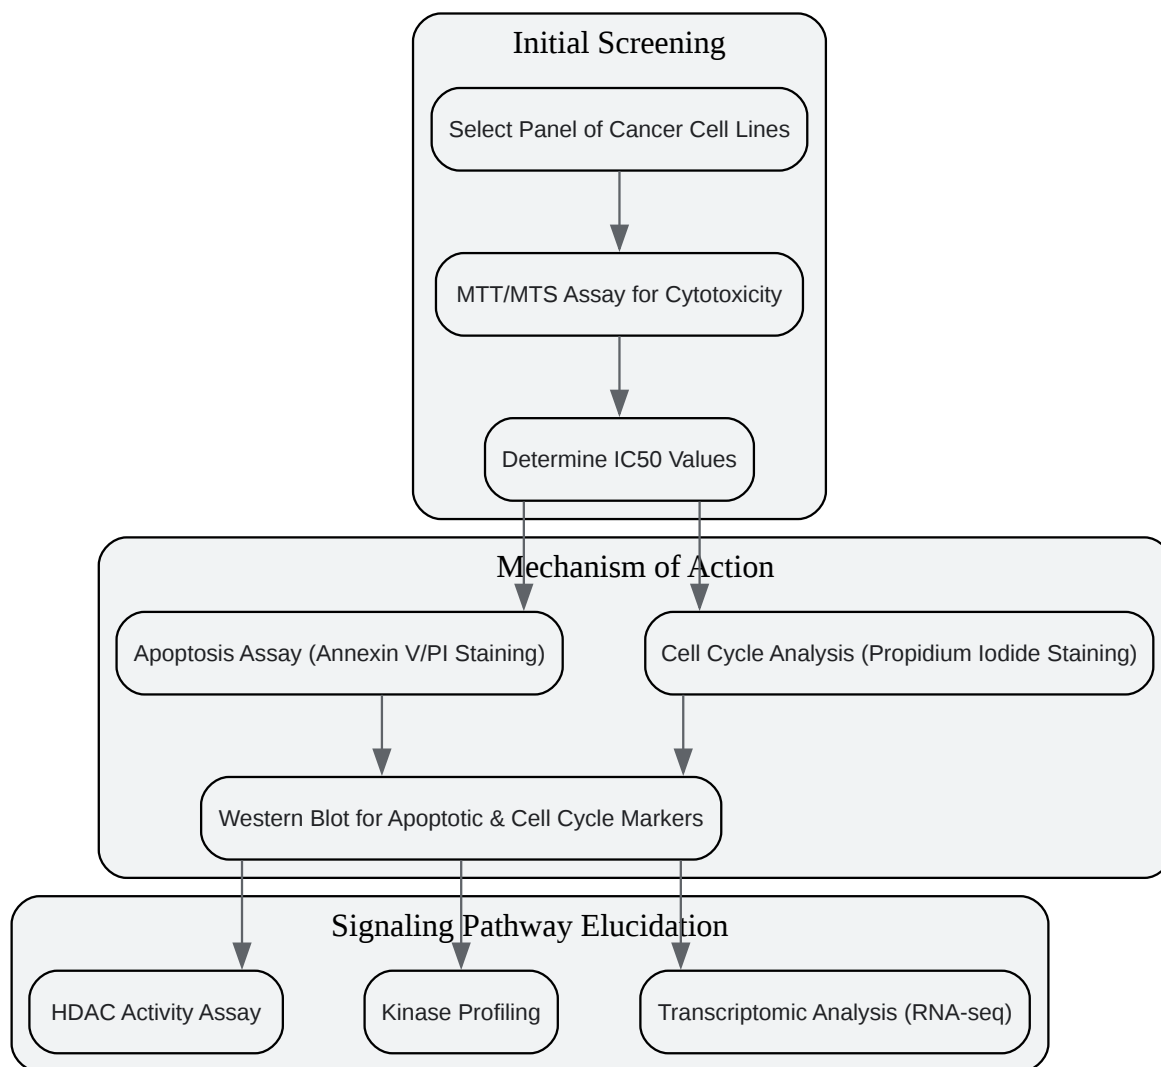 Initial Screening
Select Panel of Cancer Cell Lines
MTT/MTS Assay for Cytotoxicity
Determine IC50 Values
Mechanism of Action
Apoptosis Assay (Annexin V/PI Staining)
Cell Cycle Analysis (Propidium Iodide Staining)
Western Blot for Apoptotic & Cell Cycle Markers
Signaling Pathway Elucidation
HDAC Activity Assay
Kinase Profiling
Transcriptomic Analysis (RNA-seq)